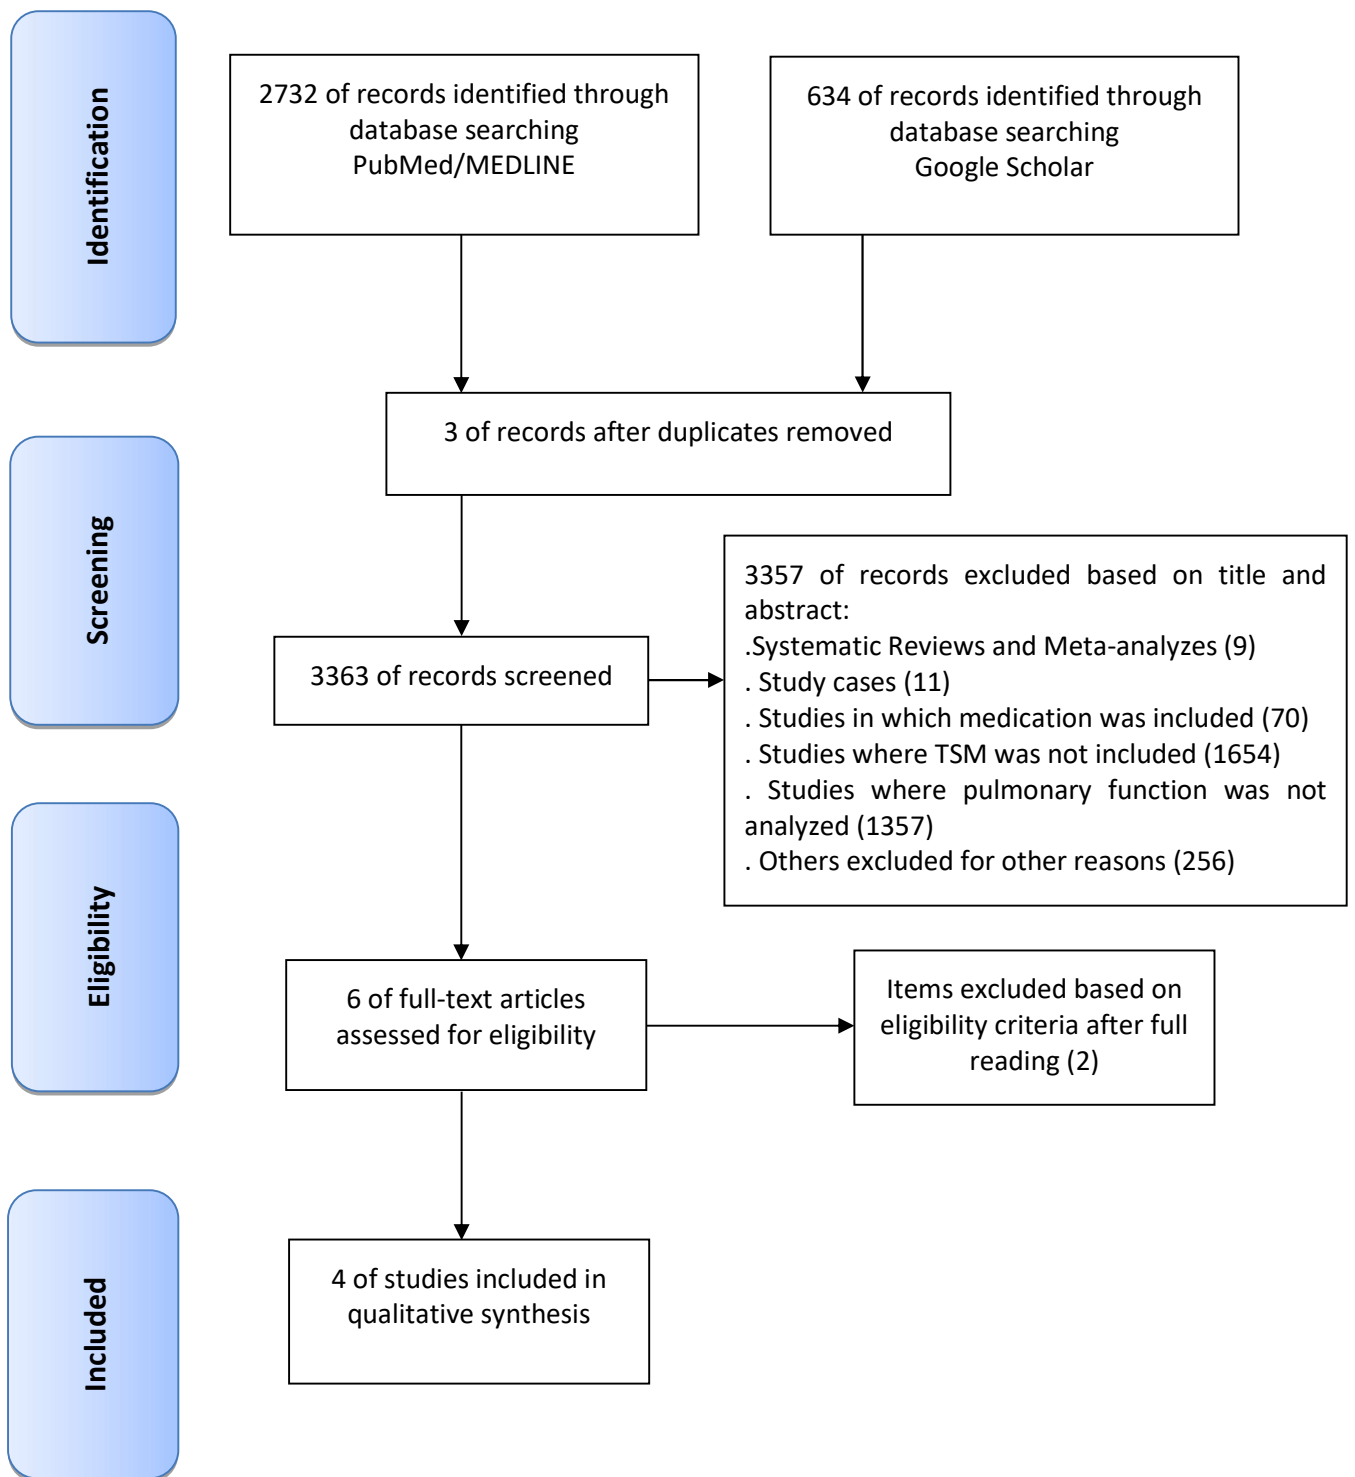 Identification
2732 of records identified through
database searching
PubMed/MEDLINE
634 of records identified through
database searching
Google Scholar
3 of records after duplicates removed
Screening
3363 of records screened
3357 of records excluded based on title and
abstract:
.Systematic Reviews and Meta-analyzes (9)
. Study cases (11)
. Studies in which medication was included (70)
. Studies where TSM was not included (1654)
. Studies where pulmonary function was not
analyzed (1357)
. Others excluded for other reasons (256)
Eligibility
6 of full-text articles
assessed for eligibility
Items excluded based on
eligibility criteria after full
reading (2)
Included
4 of studies included in
qualitative synthesis